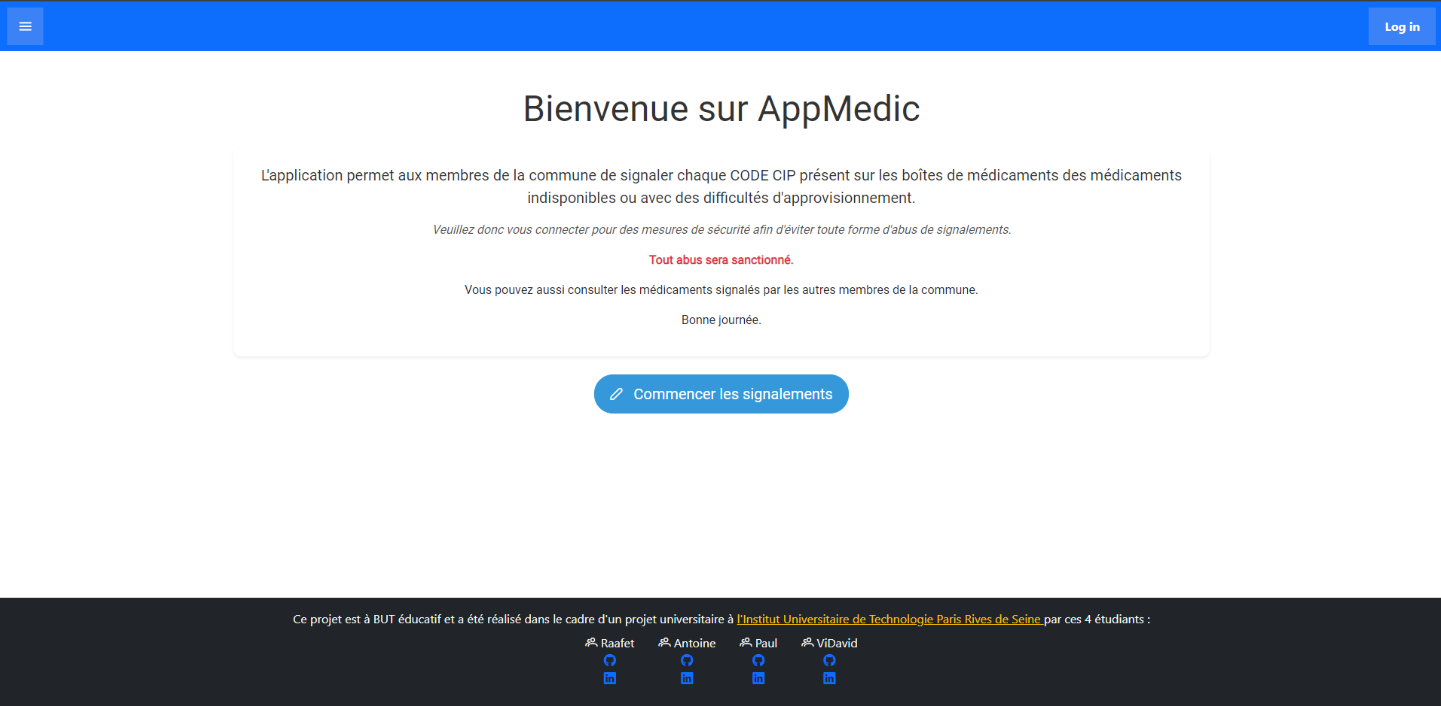 Log in
Bienvenue sur AppMedic
L'application permet aux membres de la commune de signaler chaque CODE CIP présent sur les boîtes de médicaments des médicaments
indisponibles ou avec des difficultés d'approvisionnement.
Veuillez donc vous connecter pour des mesures de sécurité afin d'éviter toute forme d'abus de signalements.
Tout abus sera sanctionné.
Vous pouvez aussi consulter les médicaments signalés par les autres membres de la commune.
Bonne journée.
Commencer les signalements
Ce projet est à BUT éducatif et a été réalisé dans le cadre d'un projet universitaire à l'Institut Universitaire de Technologie Paris Rives de Seine par ces 4 étudiants :
Raafet Antoine Paul ViDavid